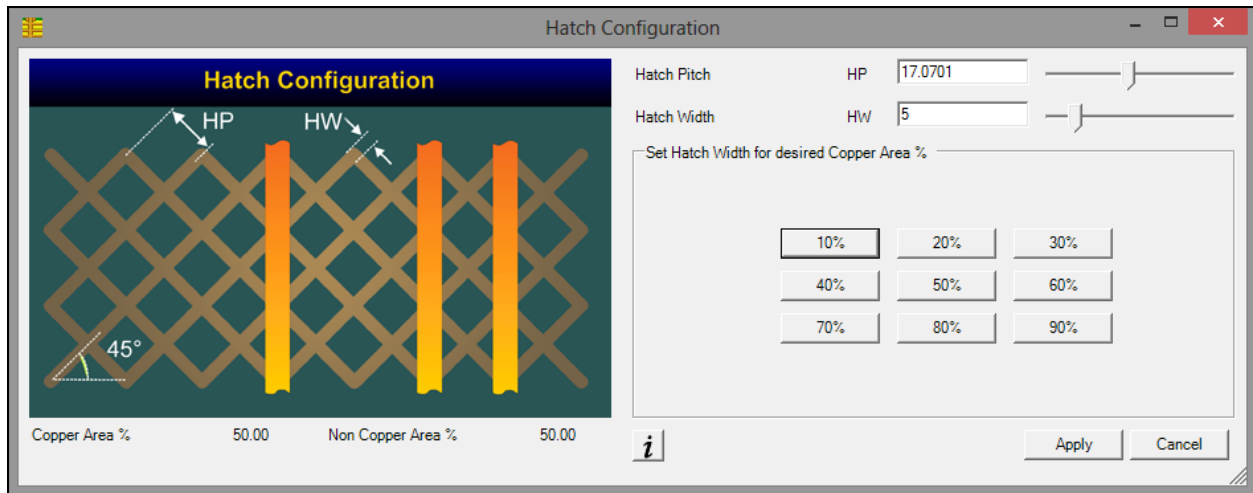 Hatch Configuration
Hatch Configuration
HP
HW
45°
Copper Area % 50.00 Non Copper Area % 50.00
Hatch Pitch HP 17.0701
Hatch Width HW 5
Set Hatch Width for desired Copper Area %
10% 20% 30%
40% 50% 60%
70% 80% 90%
i
Apply Cancel